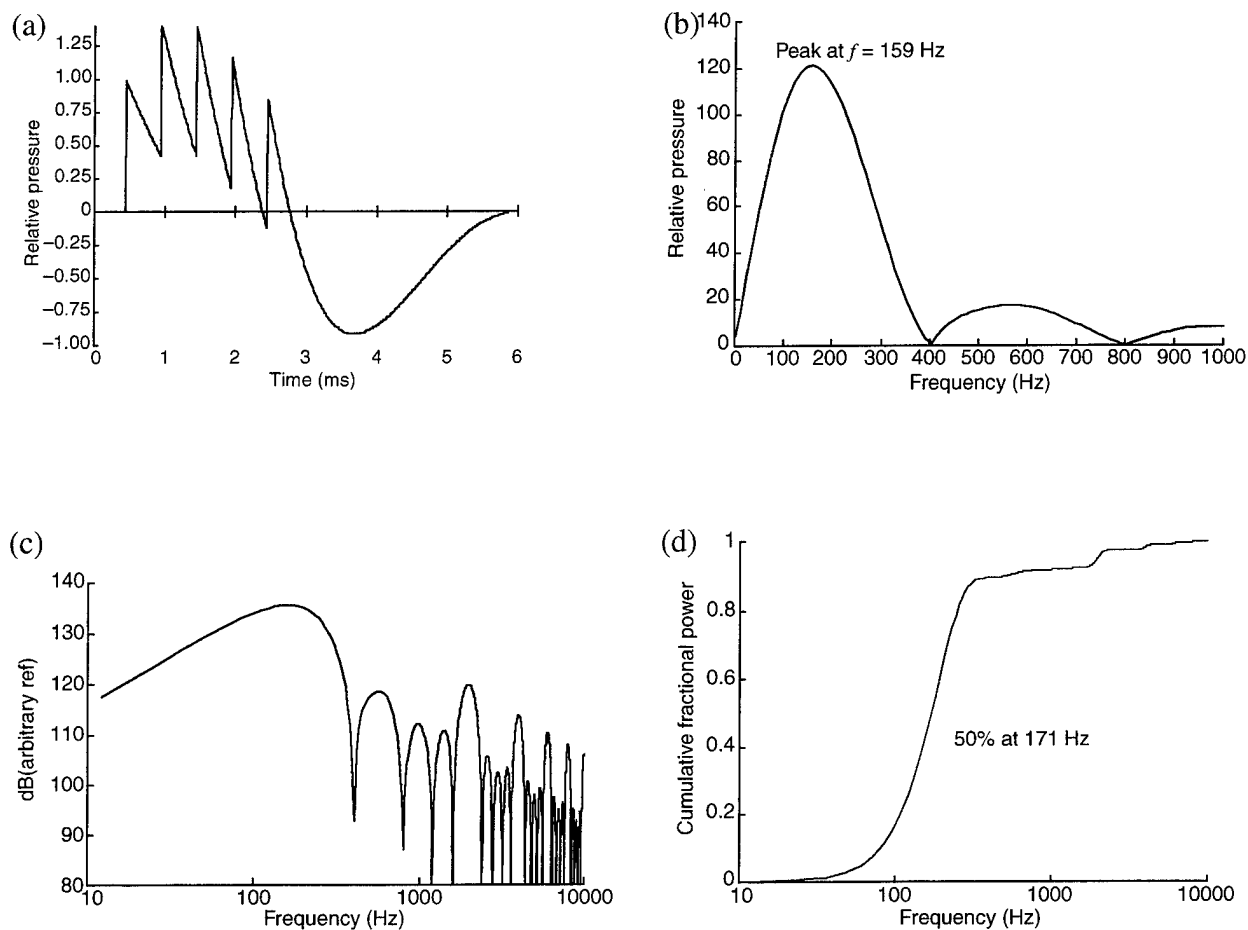 (a)
1.25
1.00
0.75
0.50
0.25
0
−0.25
−0.50
−0.75
−1.00
Relative pressure
0 1 2 3 4 5 6
Time (ms)
(b)
140
120
100
80
60
40
20
0
Relative pressure
Peak at f = 159 Hz
0 100 200 300 400 500 600 700 800 900 1000
Frequency (Hz)
(c)
140
130
120
110
100
90
80
dB(arbitrary ref)
10 100 1000 10000
Frequency (Hz)
(d)
1
0.8
0.6
0.4
0.2
0
Cumulative fractional power
50% at 171 Hz
10 100 1000 10000
Frequency (Hz)